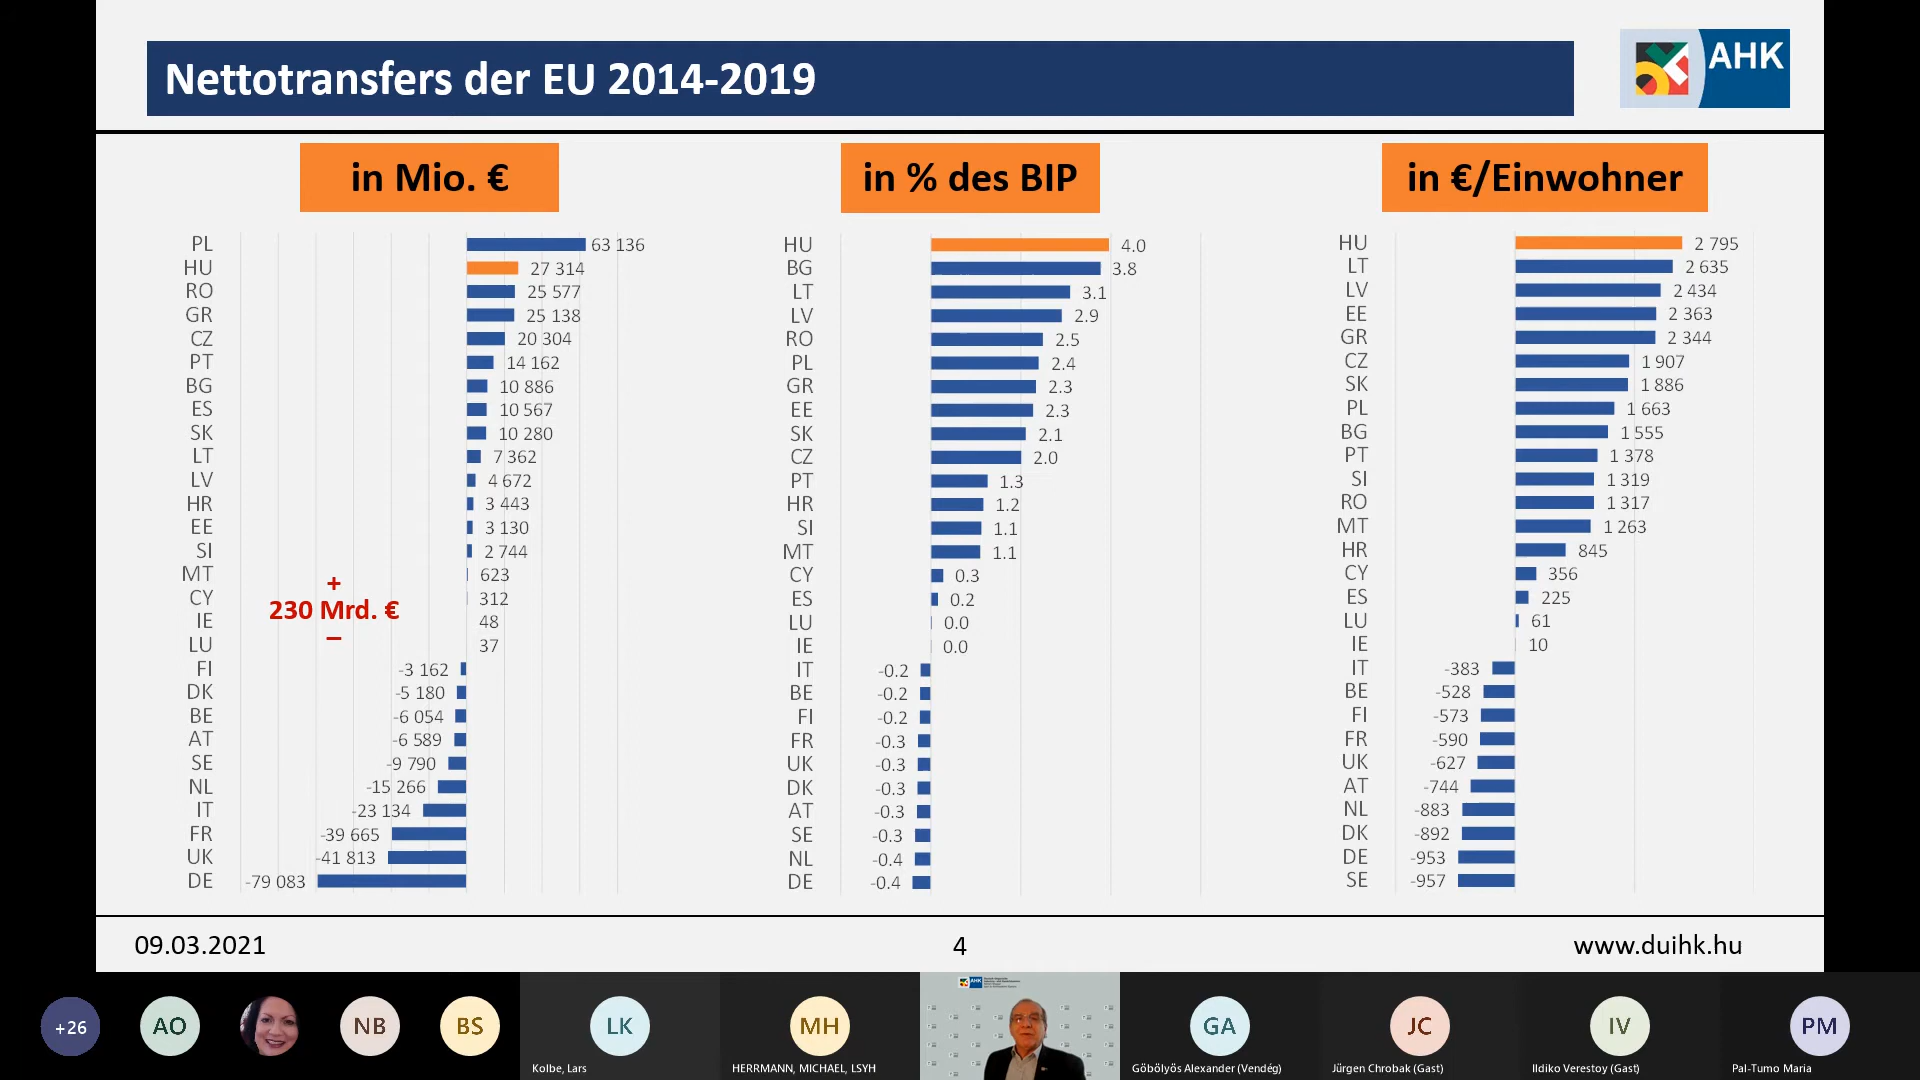 Nettotransfers der EU 2014-2019
AHK
in Mio. €
PL 63 136
HU 27 314
RO 25 577
GR 25 138
CZ 20 304
PT 14 162
BG 10 886
ES 10 567
SK 10 280
LT 7 362
LV 4 672
HR 3 443
EE 3 130
SI 2 744
MT 623
CY 312
IE 48
LU 37
FI -3 162
DK -5 180
BE -6 054
AT -6 589
SE -9 790
NL -15 266
IT -23 134
FR -39 665
UK -41 813
DE -79 083
+
230 Mrd. €
–
in % des BIP
HU 4.0
BG 3.8
LT 3.1
LV 2.9
RO 2.5
PL 2.4
GR 2.3
EE 2.3
SK 2.1
CZ 2.0
PT 1.3
HR 1.2
SI 1.1
MT 1.1
CY 0.3
ES 0.2
LU 0.0
IE 0.0
IT -0.2
BE -0.2
FI -0.2
FR -0.3
UK -0.3
DK -0.3
AT -0.3
SE -0.3
NL -0.4
DE -0.4
in €/Einwohner
HU 2 795
LT 2 635
LV 2 434
EE 2 363
GR 2 344
CZ 1 907
SK 1 886
PL 1 663
BG 1 555
PT 1 378
SI 1 319
RO 1 317
MT 1 263
HR 845
CY 356
ES 225
LU 61
IE 10
IT -383
BE -528
FI -573
FR -590
UK -627
AT -744
NL -883
DK -892
DE -953
SE -957
09.03.2021
4
www.duihk.hu
+26
AO
NB
BS
LK
Kolbe, Lars
MH
HERRMANN, MICHAEL, LSYH
AHK
GA
Göbölyös Alexander (Vendég)
JC
Jürgen Chrobak (Gast)
IV
Ildiko Verestoy (Gast)
PM
Pal-Tumo Maria